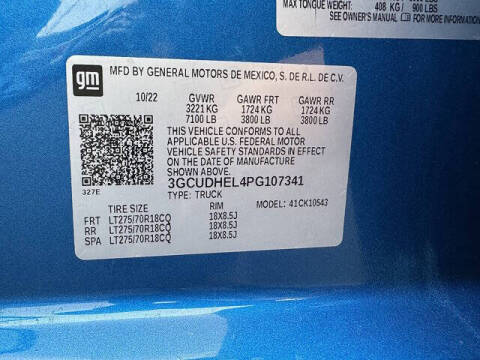 MAX TONGUE WEIGHT: 408 KG / 900 LBS
SEE OWNER'S MANUAL FOR MORE INFORMATION
gm
MFD BY GENERAL MOTORS DE MEXICO, S. DE R.L. DE C.V.
10/22 GVWR GAWR FRT GAWR RR
3221 KG 1724 KG 1724 KG
7100 LB 3800 LB 3800 LB
THIS VEHICLE CONFORMS TO ALL
APPLICABLE U.S. FEDERAL MOTOR
VEHICLE SAFETY STANDARDS IN EFFECT
ON THE DATE OF MANUFACTURE
SHOWN ABOVE.
3GCUDHEL4PG107341
327E
TYPE: TRUCK MODEL: 41CK10543
TIRE SIZE RIM
FRT LT275/70R18CQ 18X8.5J
RR LT275/70R18CQ 18X8.5J
SPA LT275/70R18CQ 18X8.5J